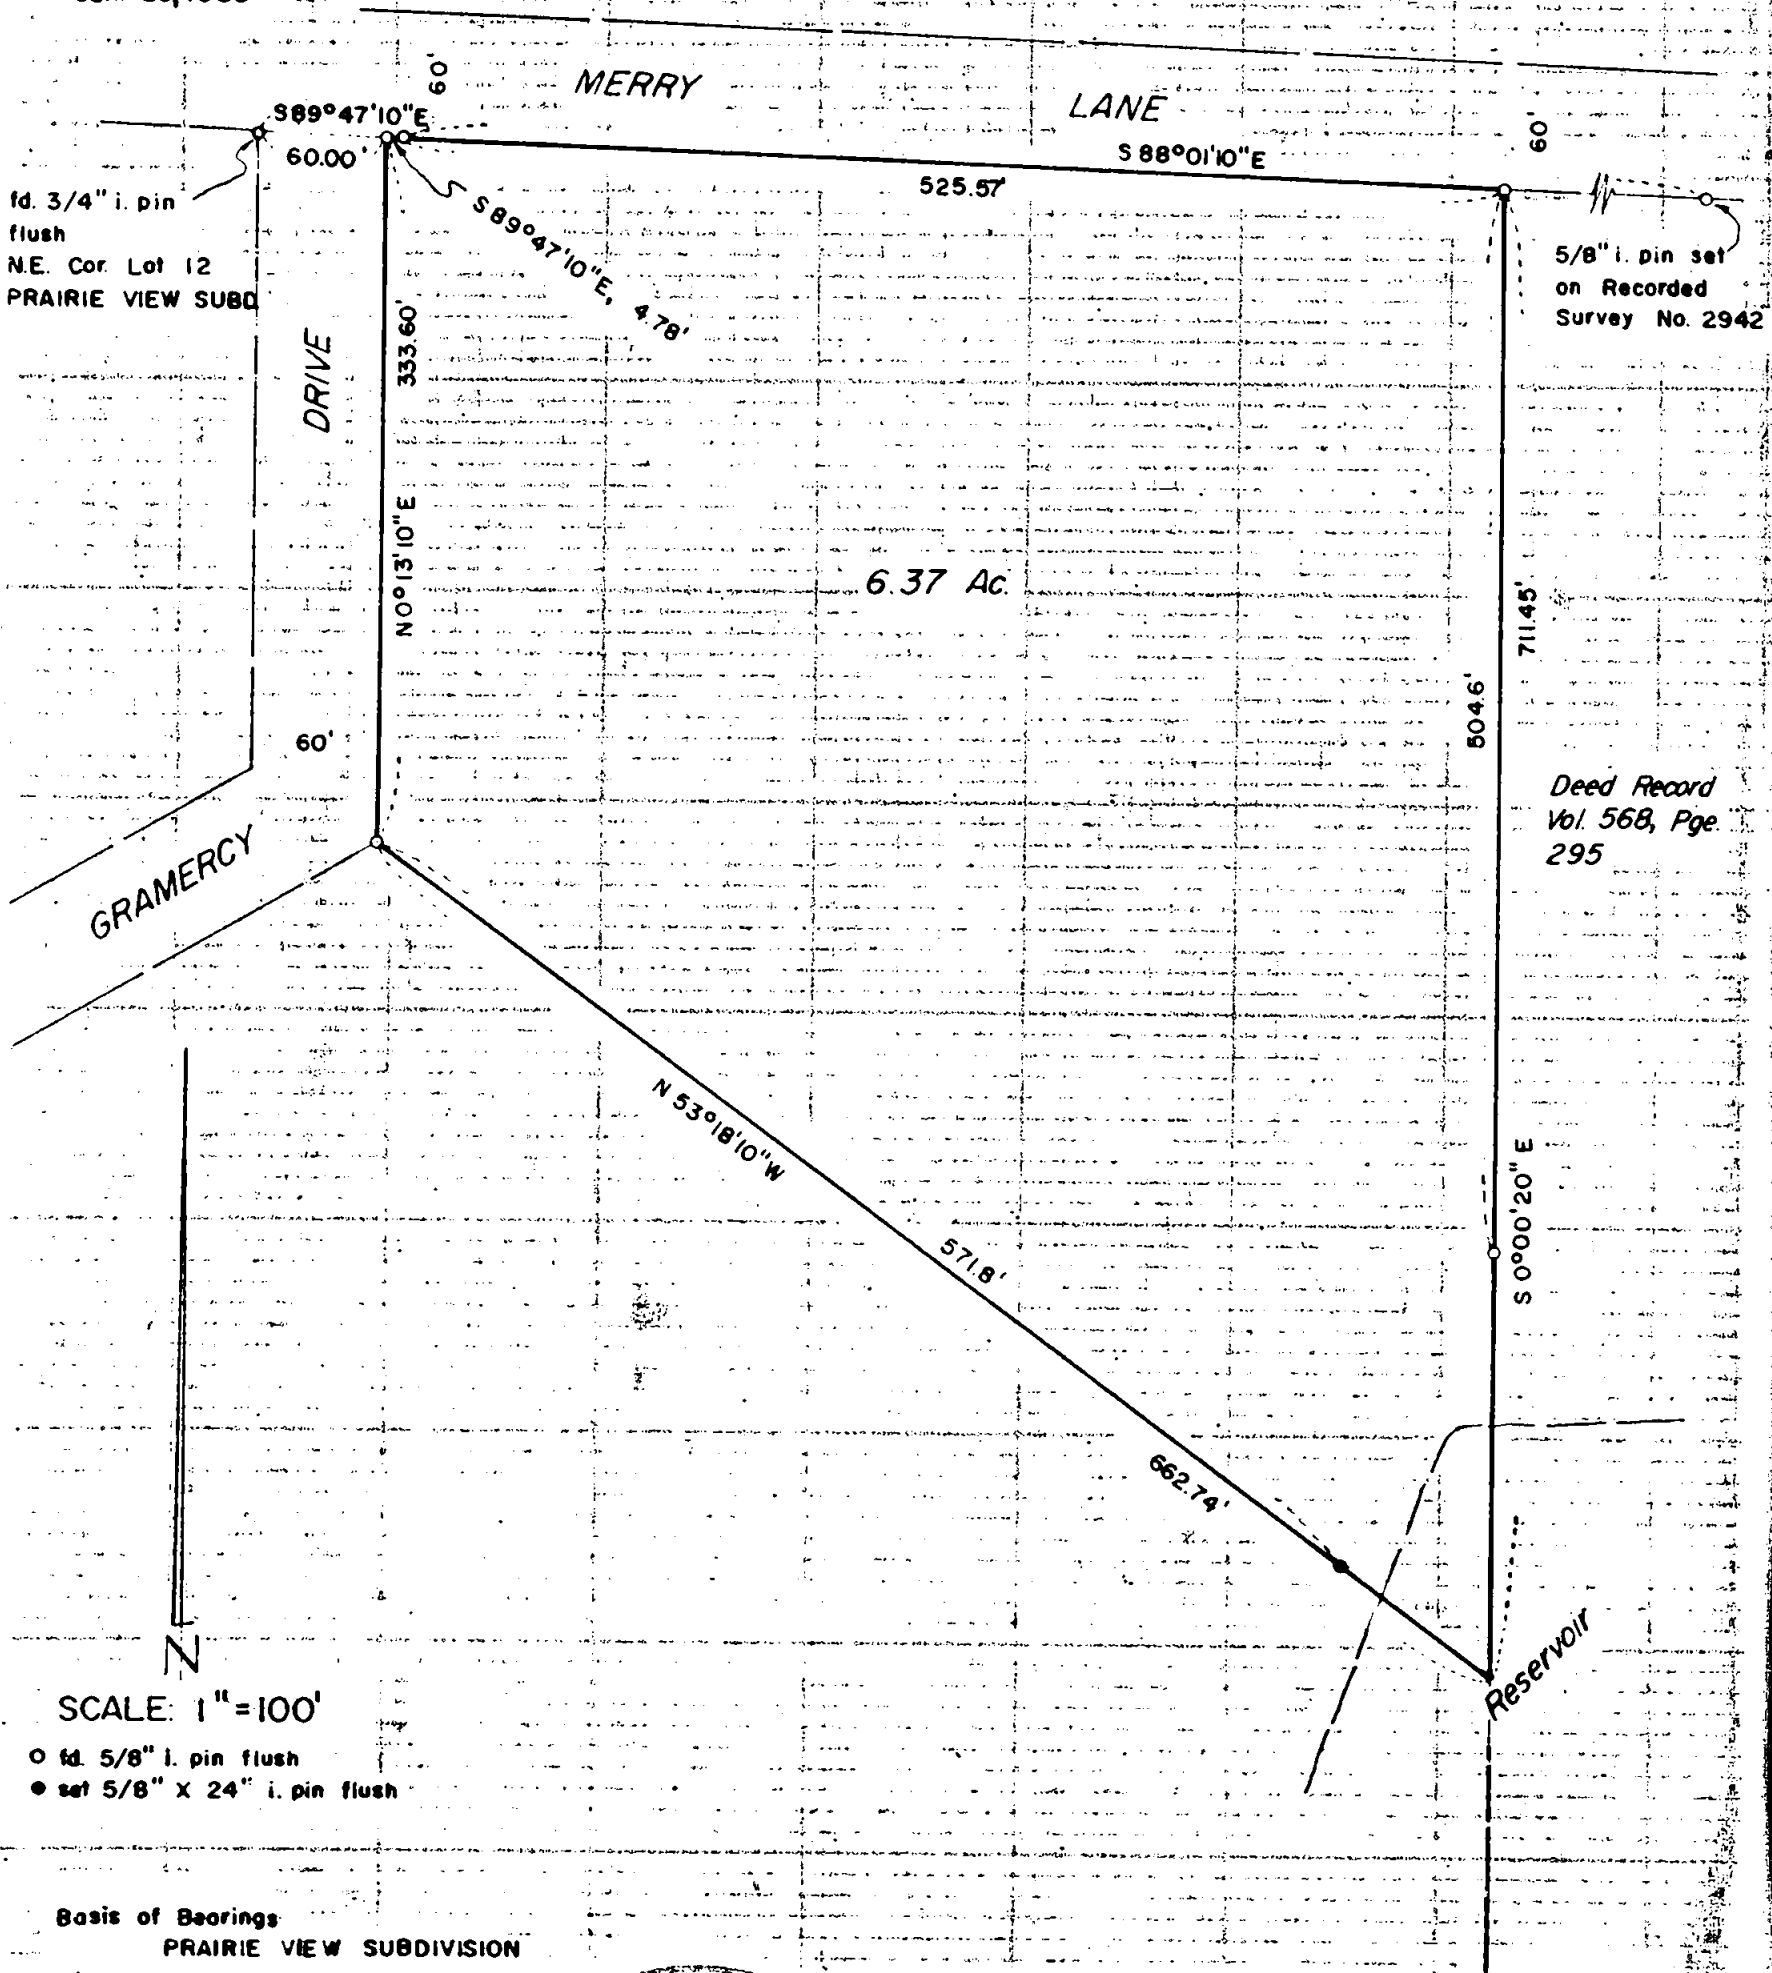 60'
MERRY
LANE
60'
S89°47'10"E
60.00'
S 88°01'10"E
525.57'
fd. 3/4" i. pin
flush
N.E. Cor. Lot 12
PRAIRIE VIEW SUBD
S 89°47'10"E, 4.78'
5/8" i. pin set
on Recorded
Survey No. 2942
DRIVE
333.60'
N 0°13'10"E
6.37 Ac.
711.45'
504.6'
60'
Deed Record
Vol. 568, Pge.
295
GRAMERCY
N 53°18'10"W
571.8'
S 0°00'20"E
662.74'
Reservoir
N
SCALE: 1"=100'
fd. 5/8" i. pin flush
set 5/8" X 24" i. pin flush
Basis of Bearings
PRAIRIE VIEW SUBDIVISION